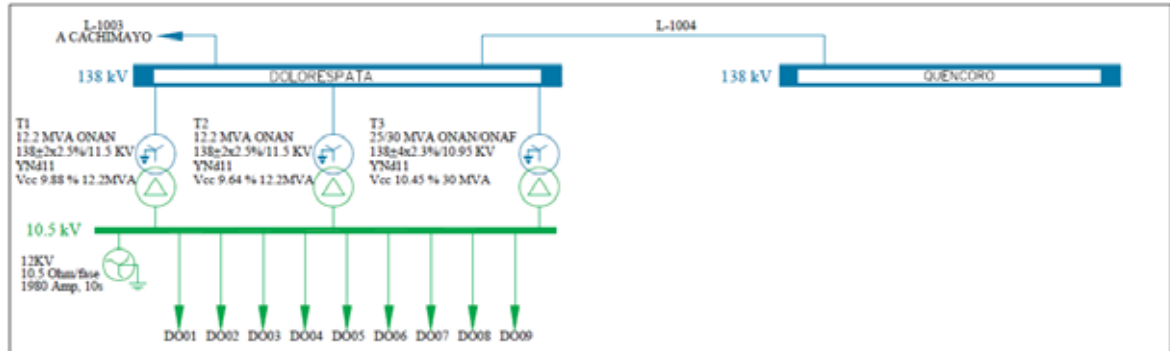 L-1003
A CACHIMAYO
L-1004
138 kV
DOLORESPATA
138 kV
QUENCORO
T1
12.2 MVA ONAN
138±2x2.5%/11.5 KV
YNd11
Vcc 9.88 % 12.2MVA
T2
12.2 MVA ONAN
138±2x2.5%/11.5 KV
YNd11
Vcc 9.64 % 12.2MVA
T3
25/30 MVA ONAN/ONAF
138±4x2.3%/10.95 KV
YNd11
Vcc 10.45 % 30 MVA
10.5 kV
12KV
10.5 Ohm/fase
1980 Amp, 10s
DO01 DO02 DO03 DO04 DO05 DO06 DO07 DO08 DO09